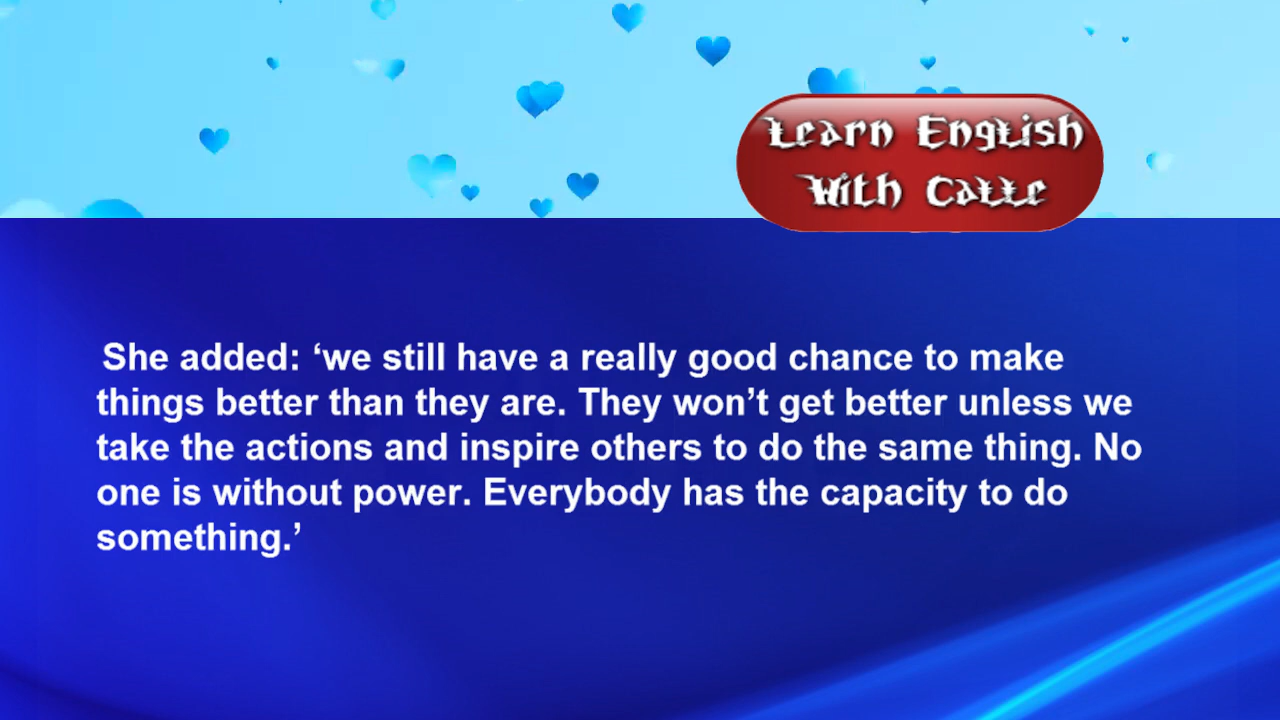 Learn English
With Catte
She added: ‘we still have a really good chance to make
things better than they are. They won’t get better unless we
take the actions and inspire others to do the same thing. No
one is without power. Everybody has the capacity to do
something.’